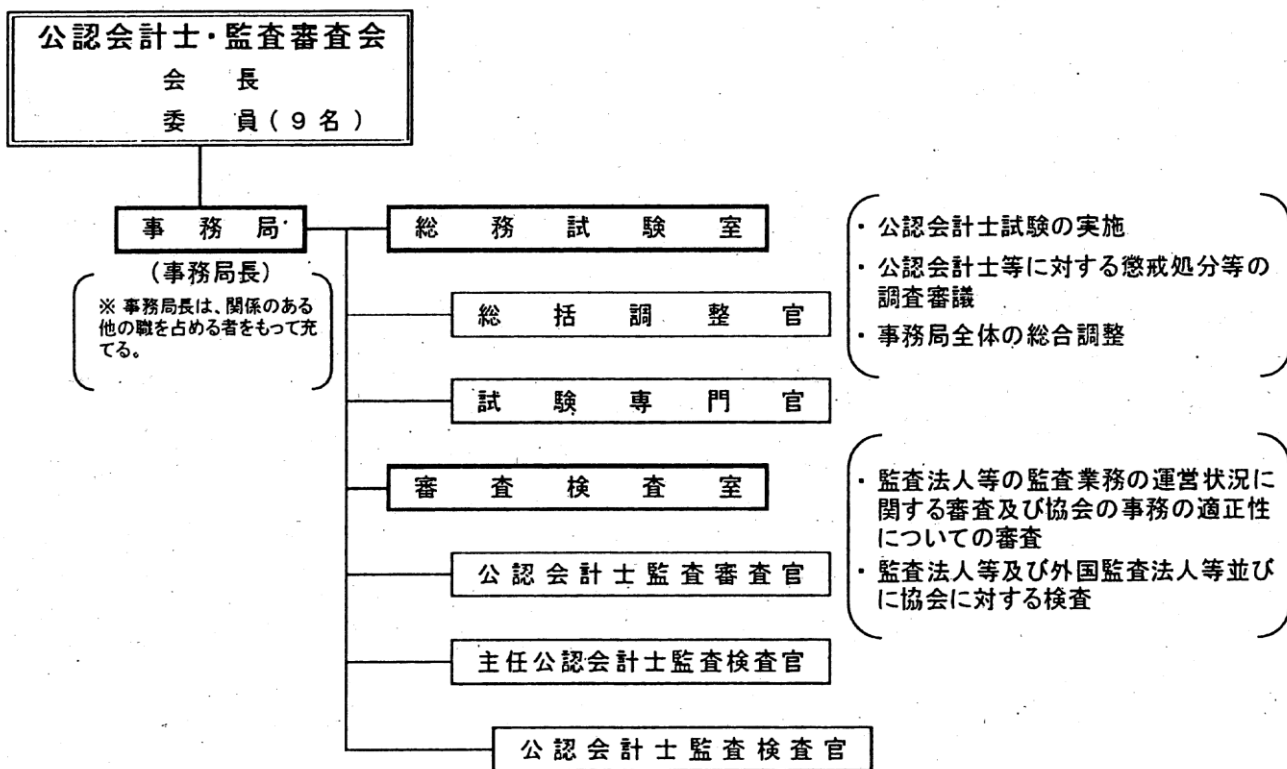 公認会計士・監査審査会
会長
委員(9名)
事務局
(事務局長)
※ 事務局長は、関係のある
他の職を占める者をもって充
てる。
総務試験室
総括調整官
試験専門官
・公認会計士試験の実施
・公認会計士等に対する懲戒処分等の
調査審議
・事務局全体の総合調整
審査検査室
公認会計士監査審査官
主任公認会計士監査検査官
公認会計士監査検査官
・監査法人等の監査業務の運営状況に
関する審査及び協会の事務の適正性
についての審査
・監査法人等及び外国監査法人等並び
に協会に対する検査